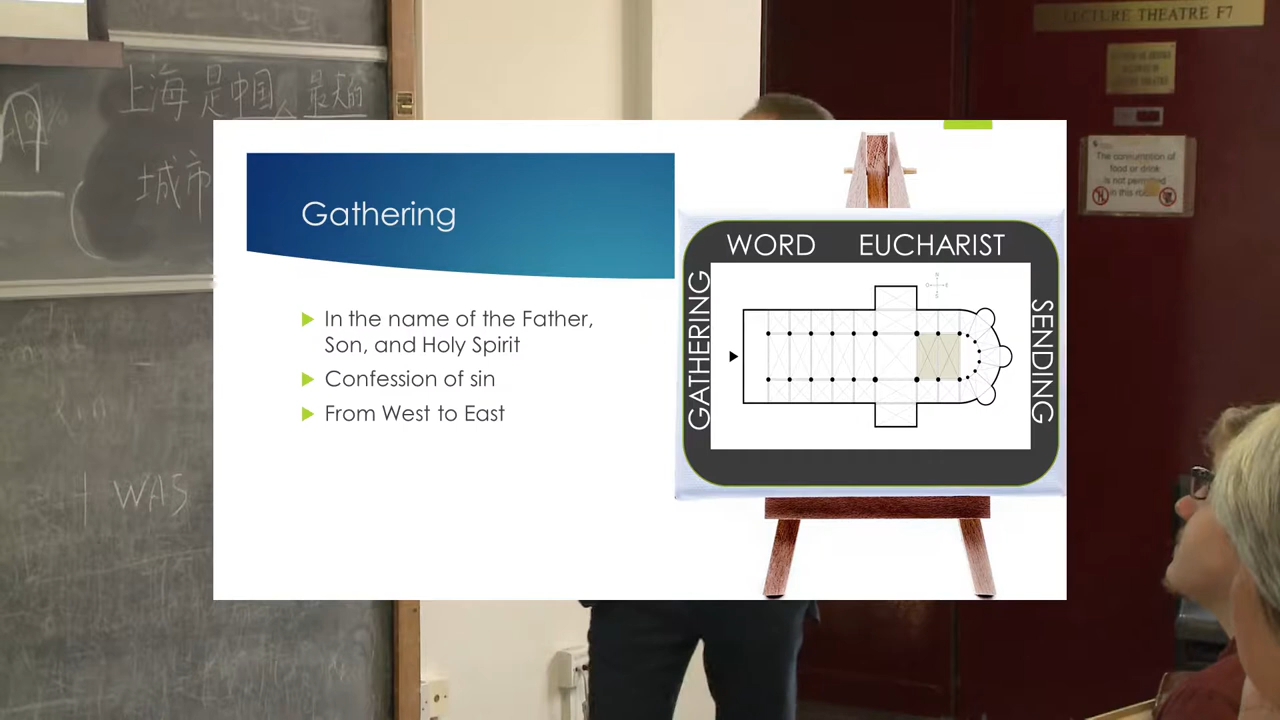 LECTURE THEATRE F7
上海是中国人最大的
城市
The consumption of
food or drink
is not permitted
in this room
I WAS
Gathering
In the name of the Father,
Son, and Holy Spirit
Confession of sin
From West to East
WORD EUCHARIST
GATHERING
SENDING
N
S